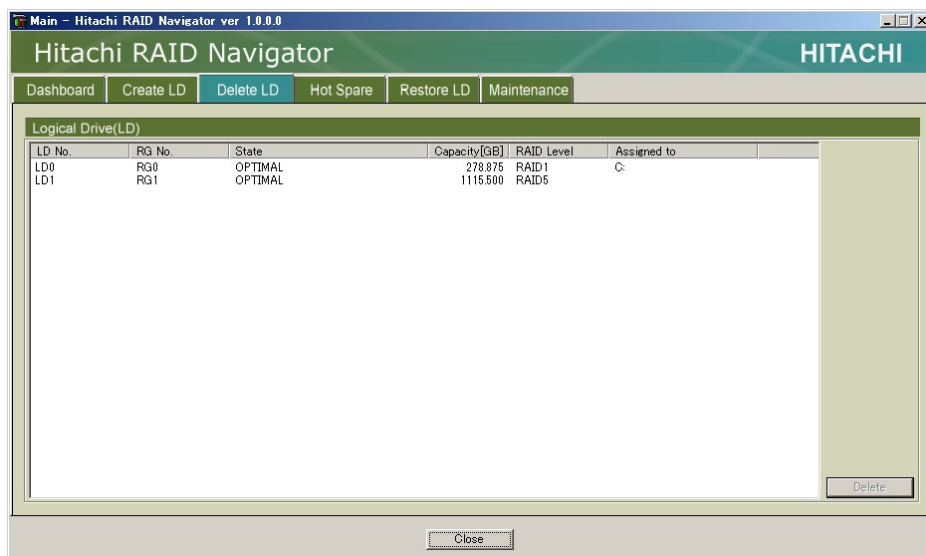 Main - Hitachi RAID Navigator ver 1.0.0.0
Hitachi RAID Navigator HITACHI
Dashboard Create LD Delete LD Hot Spare Restore LD Maintenance
Logical Drive(LD)
LD No. RG No. State Capacity[GB] RAID Level Assigned to
LD0 RG0 OPTIMAL 278.875 RAID1 C:
LD1 RG1 OPTIMAL 1115.500 RAID5
Delete
Close